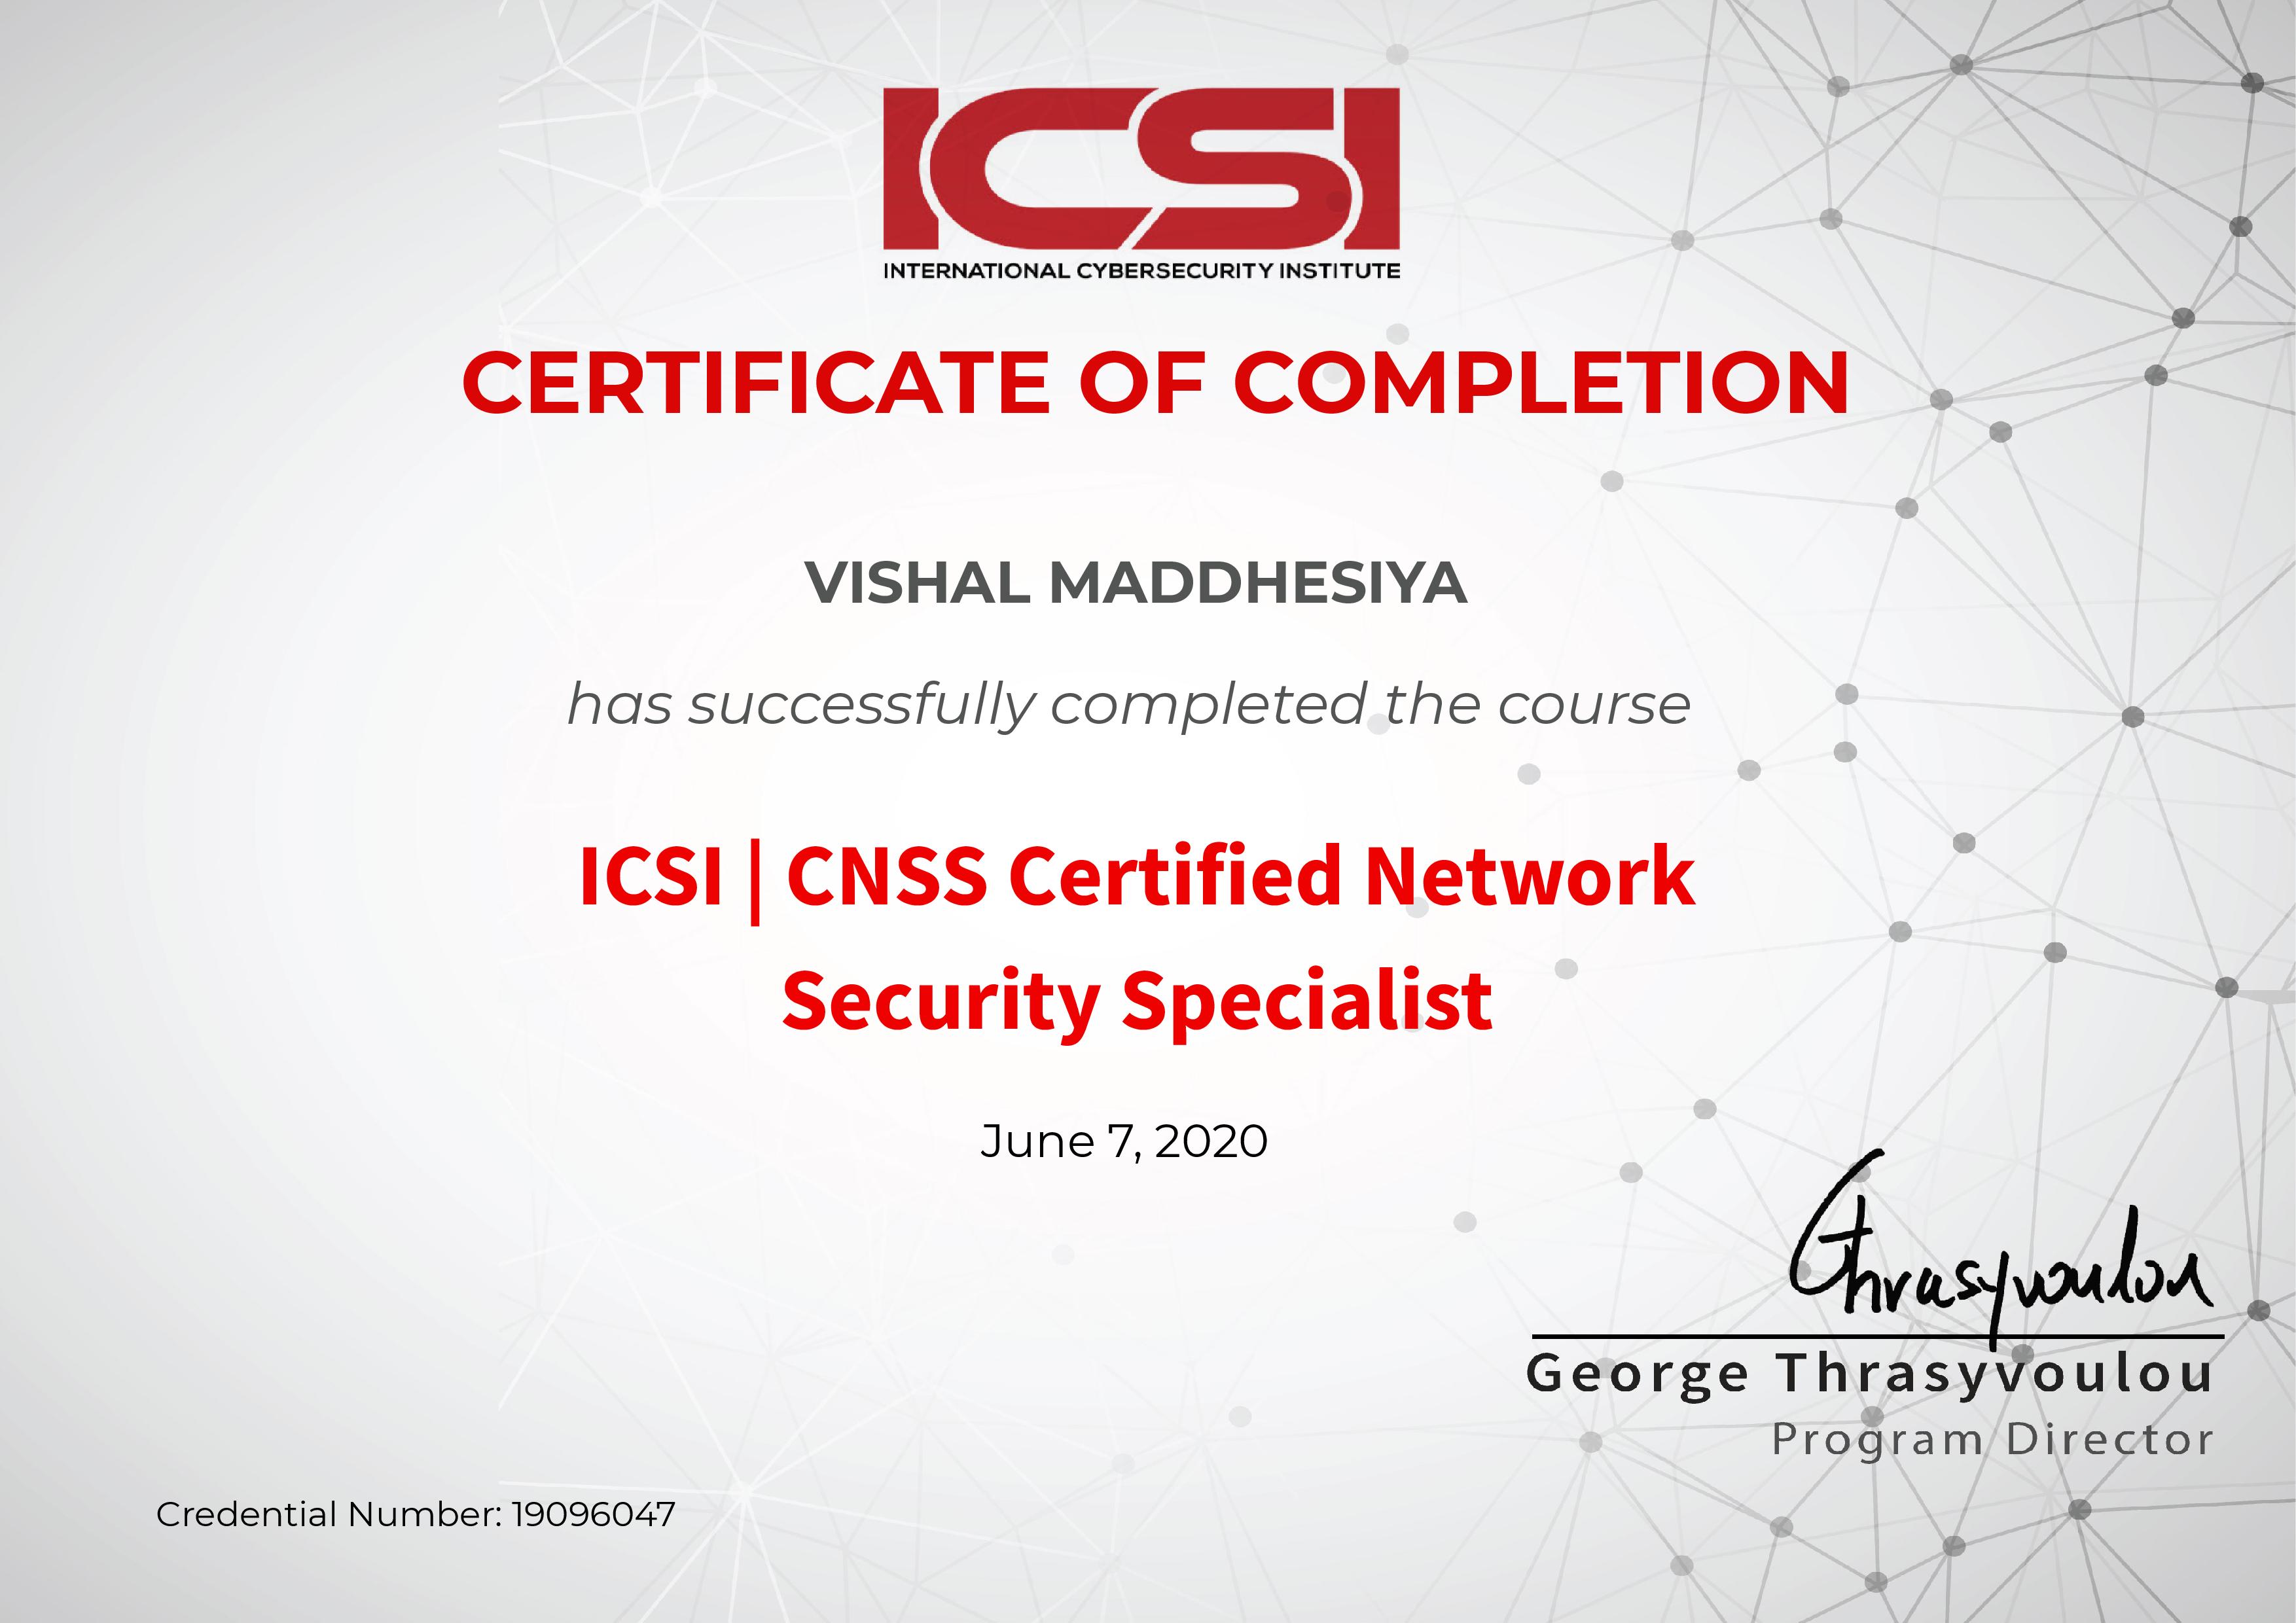 ICSI
INTERNATIONAL CYBERSECURITY INSTITUTE
CERTIFICATE OF COMPLETION
VISHAL MADDHESIYA
has successfully completed the course
ICSI | CNSS Certified Network
Security Specialist
June 7, 2020
Thrasyvoulou
George Thrasyvoulou
Program Director
Credential Number: 19096047